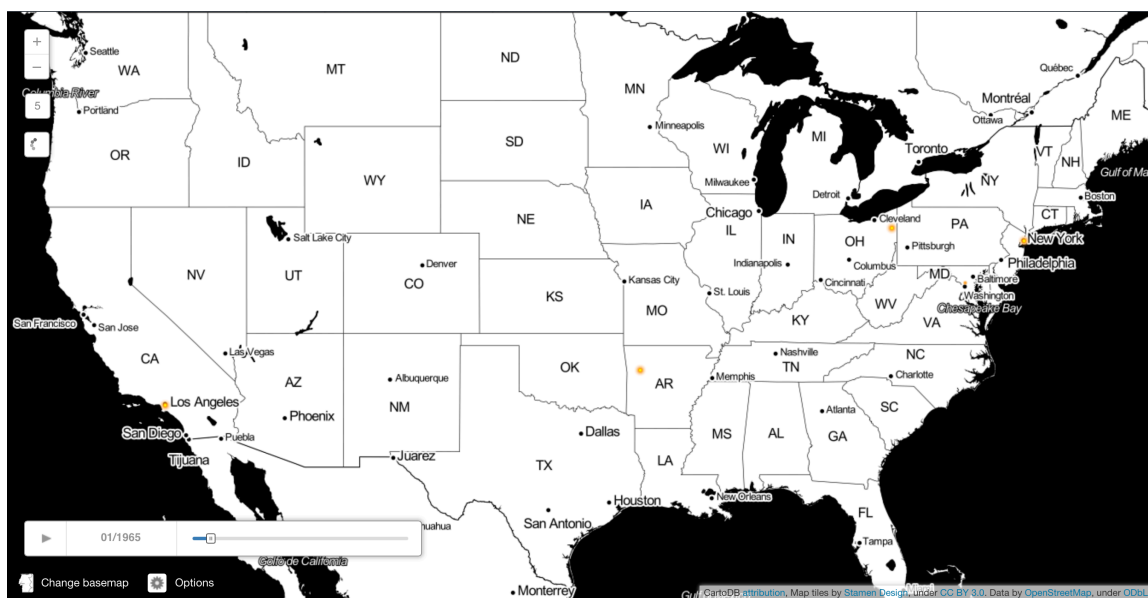 +
Seattle
WA
MT
ND
MN
Québec
Montréal
Ottawa
ME
−
Columbia River
5
Portland
Minneapolis
OR
ID
SD
WI
MI
Toronto
VT
NH
NY
Gulf of Ma
WY
Milwaukee
Detroit
Boston
IA
NE
Chicago
Cleveland
CT
PA
IL
IN
OH
New York
Salt Lake City
Pittsburgh
NV
UT
Denver
Indianapolis
Columbus
Philadelphia
CO
Kansas City
Cincinnati
MD
Baltimore
KS
St. Louis
Washington
MO
WV
Chesapeake Bay
San Francisco
San Jose
KY
VA
CA
Las Vegas
Nashville
NC
OK
TN
AZ
Albuquerque
AR
Memphis
Charlotte
Los Angeles
NM
SC
Phoenix
Atlanta
San Diego
Puebla
Dallas
MS
AL
GA
Tijuana
Juarez
TX
LA
Houston
New Orleans
San Antonio
FL
huahua
01/1965
Tampa
Golfo de California
Change basemap
Options
Monterrey
Miami
CartoDB attribution, Map tiles by Stamen Design, under CC BY 3.0. Data by OpenStreetMap, under ODbL